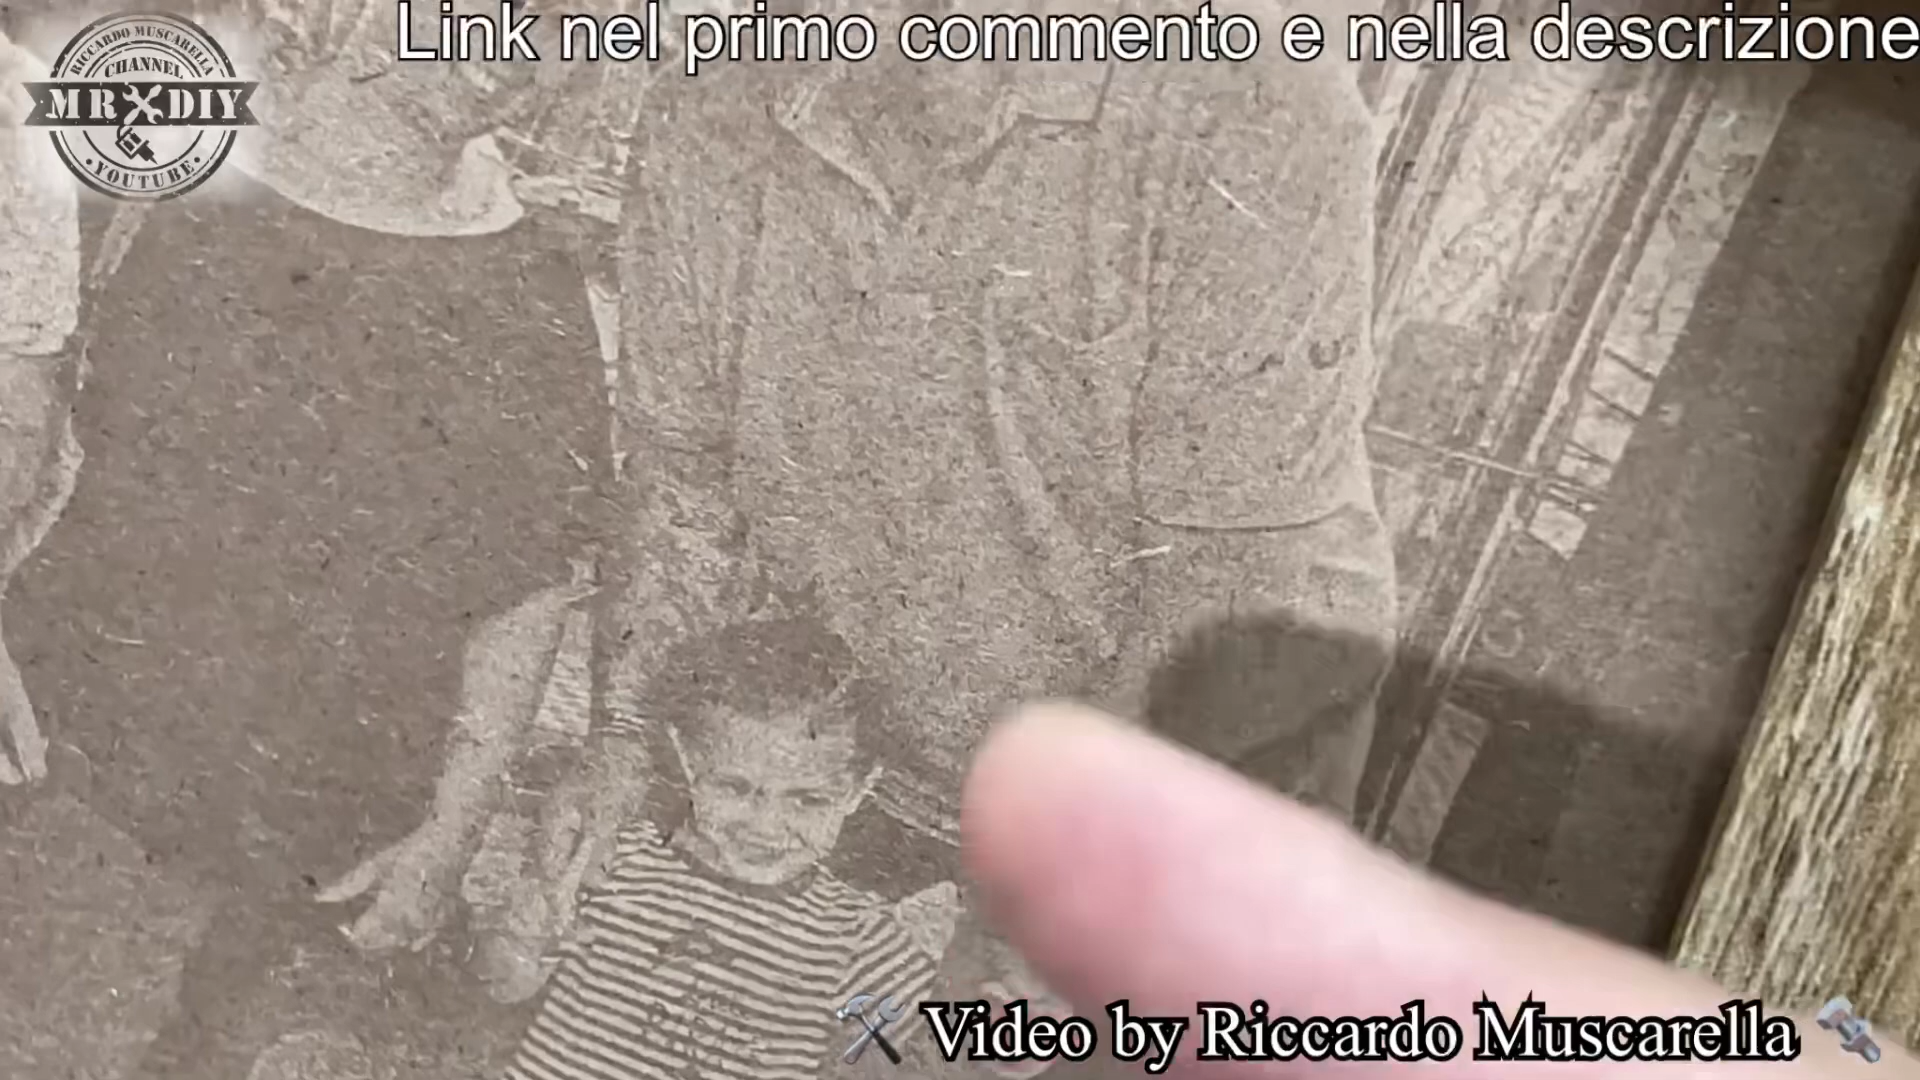 Link nel primo commento e nella descrizione
RICCARDO MUSCARELLA
CHANNEL
MR DIY
YOUTUBE
Video by Riccardo Muscarella